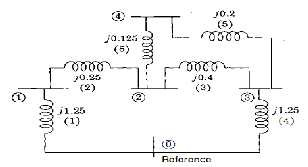 ④
j0.2
(5)
j0.125
(6)
j0.25
(2)
j0.4
(3)
①
②
③
j1.25
(1)
j1.25
(4)
⓪
Reference